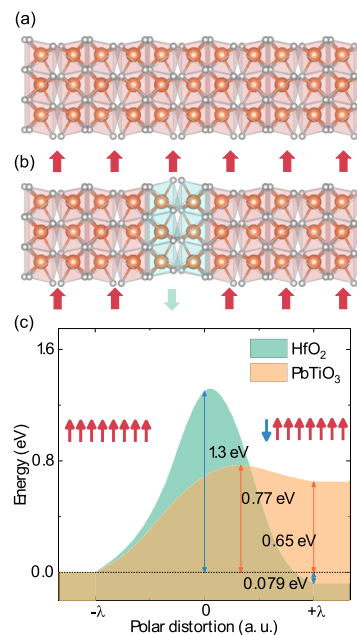 (a)
(b)
(c)
HfO2
PbTiO3
1.6
0.8
0.0
Energy (eV)
1.3 eV
0.77 eV
0.65 eV
0.079 eV
-λ
0
+λ
Polar distortion (a. u.)